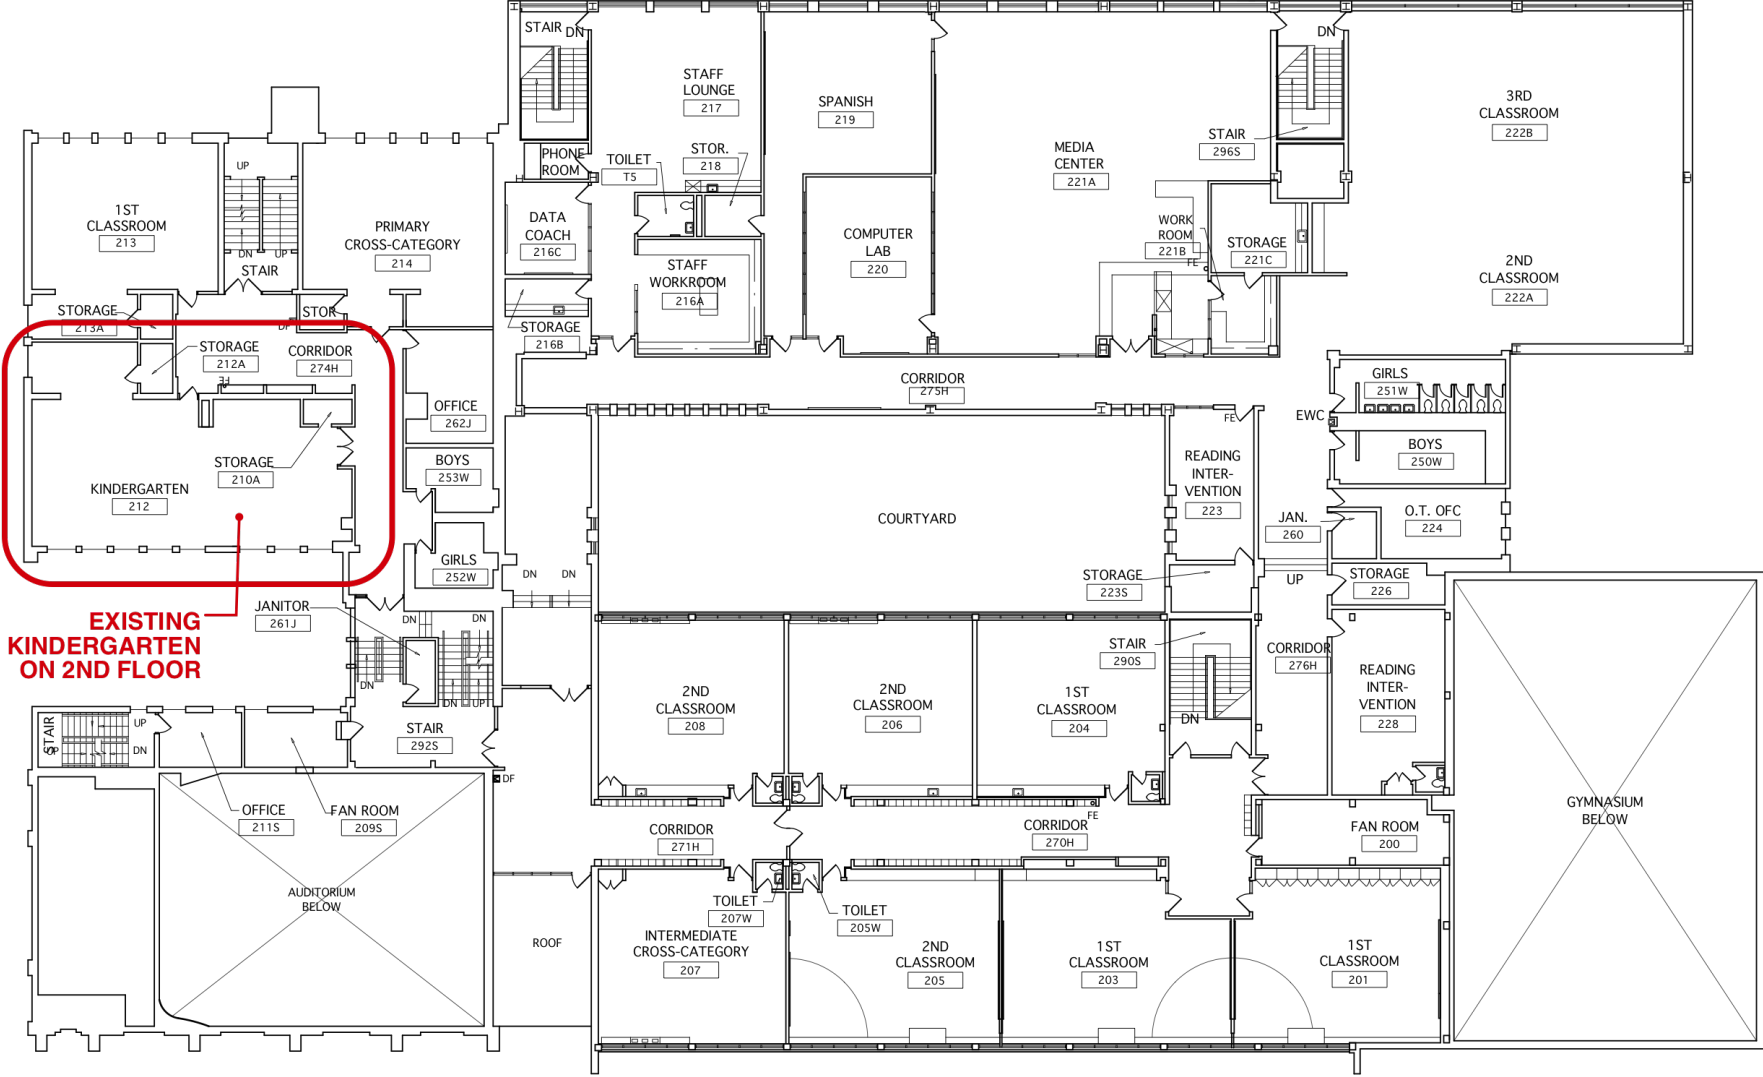 STAIR
DN
STAFF
LOUNGE
217
SPANISH
219
MEDIA
CENTER
221A
STAIR
296S
DN
3RD
CLASSROOM
222B
PHONE
ROOM
TOILET
T5
STOR.
218
UP
1ST
CLASSROOM
213
DN
UP
STAIR
PRIMARY
CROSS-CATEGORY
214
DATA
COACH
216C
STAFF
WORKROOM
216A
COMPUTER
LAB
220
WORK
ROOM
221B
FE
STORAGE
221C
2ND
CLASSROOM
222A
STORAGE
213A
STOR
DF
STORAGE
216B
STORAGE
212A
FE
CORRIDOR
274H
CORRIDOR
275H
GIRLS
251W
OFFICE
262J
FE
EWC
BOYS
250W
STORAGE
210A
BOYS
253W
KINDERGARTEN
212
READING
INTER-
VENTION
223
COURTYARD
JAN.
260
O.T. OFC
224
GIRLS
252W
DN
DN
STORAGE
223S
UP
STORAGE
226
EXISTING
KINDERGARTEN
ON 2ND FLOOR
JANITOR
261J
DN
DN
DN
DN
UP
STAIR
290S
CORRIDOR
276H
READING
INTER-
VENTION
228
2ND
CLASSROOM
208
2ND
CLASSROOM
206
1ST
CLASSROOM
204
DN
STAIR
UP
UP
DN
STAIR
292S
DF
OFFICE
211S
FAN ROOM
209S
CORRIDOR
271H
CORRIDOR
270H
FE
FAN ROOM
200
GYMNASIUM
BELOW
AUDITORIUM
BELOW
TOILET
207W
TOILET
205W
ROOF
INTERMEDIATE
CROSS-CATEGORY
207
2ND
CLASSROOM
205
1ST
CLASSROOM
203
1ST
CLASSROOM
201